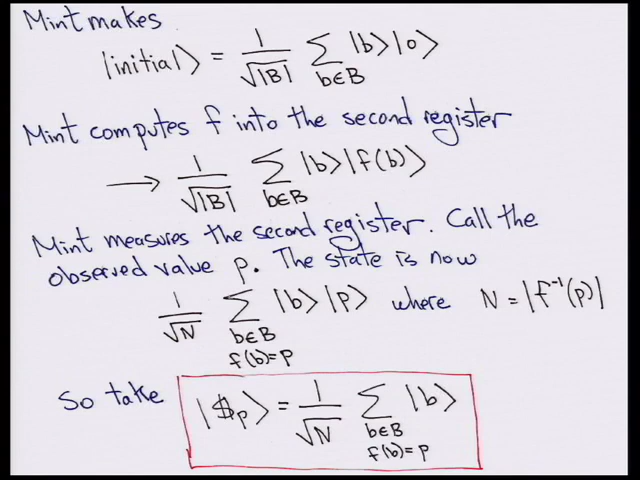 Mint makes
|initial⟩ = 1/√|B| ∑_{b∈B} |b⟩|0⟩
Mint computes f into the second register
⟶ 1/√|B| ∑_{b∈B} |b⟩|f(b)⟩
Mint measures the second register. Call the
observed value p. The state is now
1/√N ∑_{b∈B f(b)=p} |b⟩|p⟩ where N = |f⁻¹(p)|
So take |$_p⟩ = 1/√N ∑_{b∈B f(b)=p} |b⟩